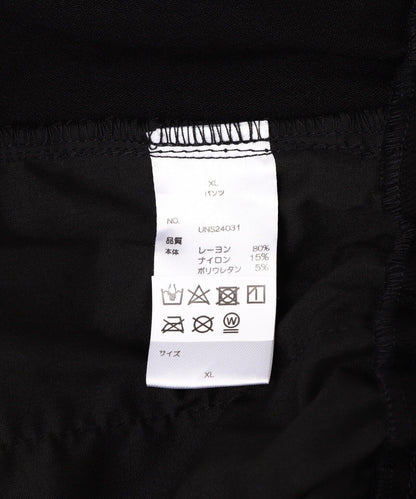 XL
パンツ
NO. UNS24031
品質
本体 レーヨン 80%
ナイロン 15%
ポリウレタン 5%
W
サイズ
XL